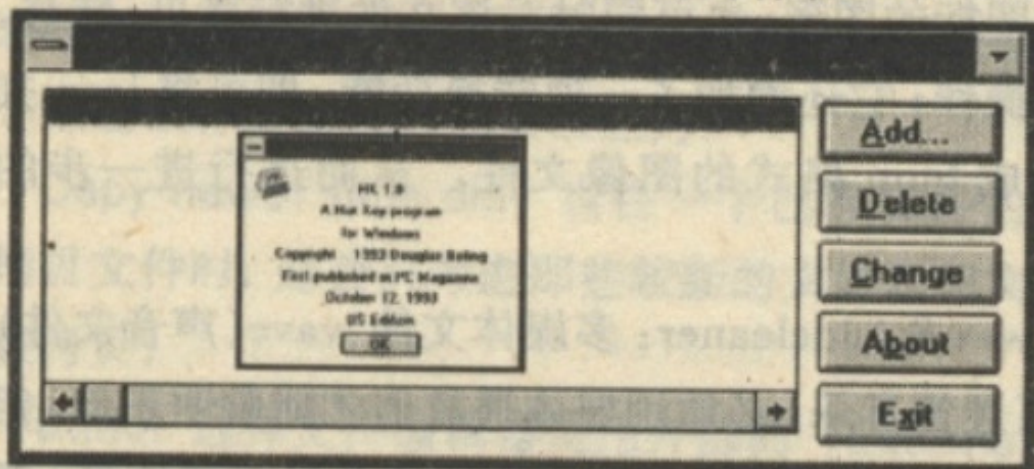 HK 1.0
A Hot Key program
for Windows
Copyright 1993 Douglas Boling
First published in PC Magazine
October 12, 1993
US Edition
OK
Add...
Delete
Change
About
Exit